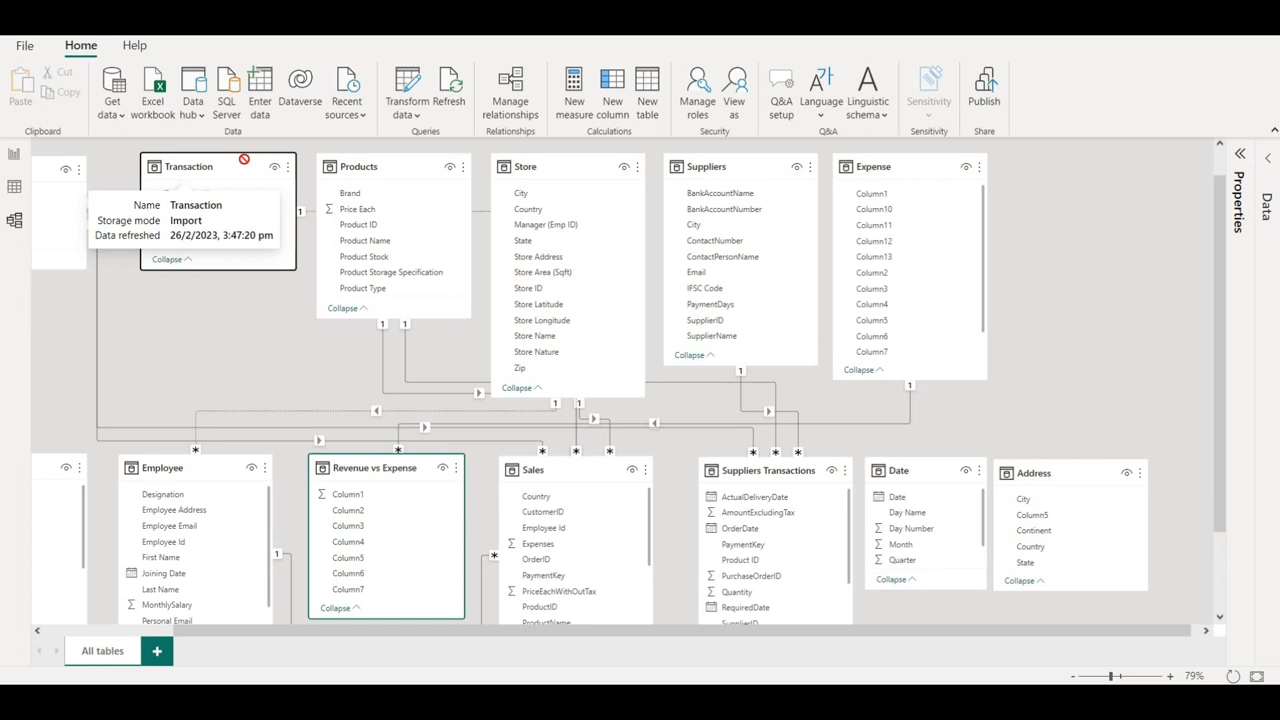 File
Home
Help
Paste
Cut
Copy
Clipboard
Get
data
Excel
workbook
Data
hub
SQL
Server
Enter
data
Dataverse
Recent
sources
Data
Transform
data
Refresh
Queries
Manage
relationships
Relationships
New
measure
New
column
New
table
Calculations
Manage
roles
View
as
Security
Q&A
setup
Language
Linguistic
schema
Q&A
Sensitivity
Sensitivity
Publish
Share
Transaction
Name Transaction
Storage mode Import
Data refreshed 26/2/2023, 3:47:20 pm
Collapse
1
Products
Brand
Price Each
Product ID
Product Name
Product Stock
Product Storage Specification
Product Type
Collapse
1
1
Store
City
Country
Manager (Emp ID)
State
Store Address
Store Area (Sqft)
Store ID
Store Latitude
Store Longitude
Store Name
Store Nature
Zip
Collapse
1
1
Suppliers
BankAccountName
BankAccountNumber
City
ContactNumber
ContactPersonName
Email
IFSC Code
PaymentDays
SupplierID
SupplierName
Collapse
1
Expense
Column1
Column10
Column11
Column12
Column13
Column2
Column3
Column4
Column5
Column6
Column7
Collapse
1
Properties
Data
*
*
*
*
*
*
*
*
Employee
Designation
Employee Address
Employee Email
Employee Id
First Name
Joining Date
Last Name
MonthlySalary
Personal Email
1
Revenue vs Expense
Column1
Column2
Column3
Column4
Column5
Column6
Column7
Collapse
*
Sales
Country
CustomerID
Employee Id
Expenses
OrderID
PaymentKey
PriceEachWithOutTax
ProductID
ProductName
Suppliers Transactions
ActualDeliveryDate
AmountExcludingTax
OrderDate
PaymentKey
Product ID
PurchaseOrderID
Quantity
RequiredDate
SupplierID
Date
Date
Day Name
Day Number
Month
Quarter
Collapse
Address
City
Column5
Continent
Country
State
Collapse
All tables
+
- + 79%